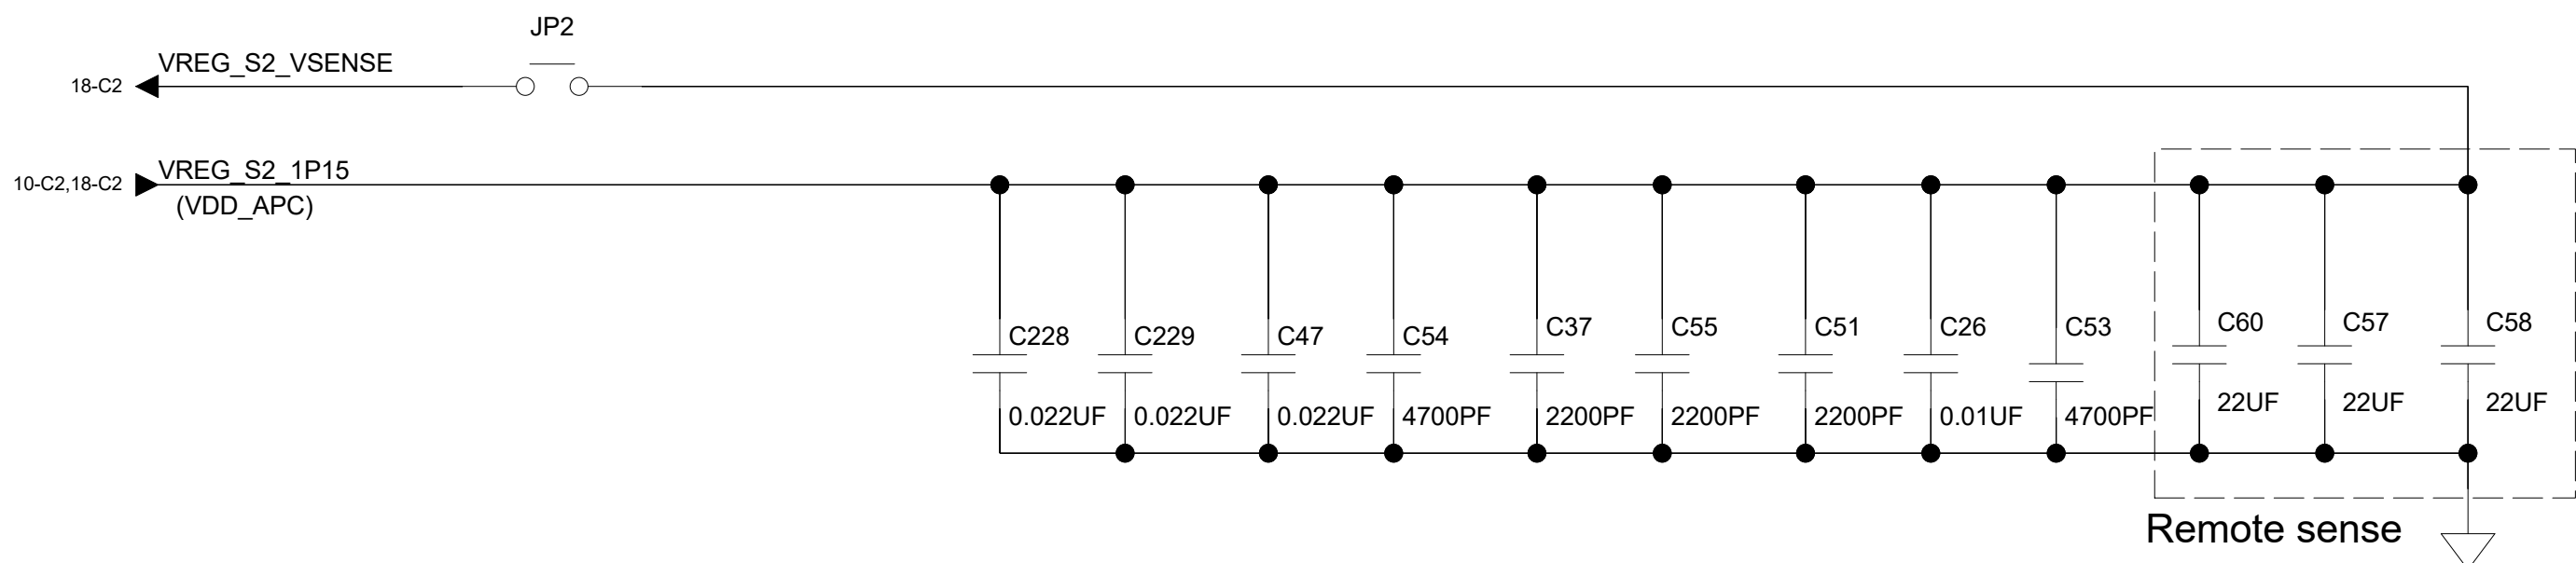 JP2
VREG_S2_VSENSE
18-C2
VREG_S2_1P15
10-C2,18-C2
(VDD_APC)
C228 C229 C47 C54 C37 C55 C51 C26 C53 C60 C57 C58
0.022UF 0.022UF 0.022UF 4700PF 2200PF 2200PF 2200PF 0.01UF 4700PF 22UF 22UF 22UF
Remote sense